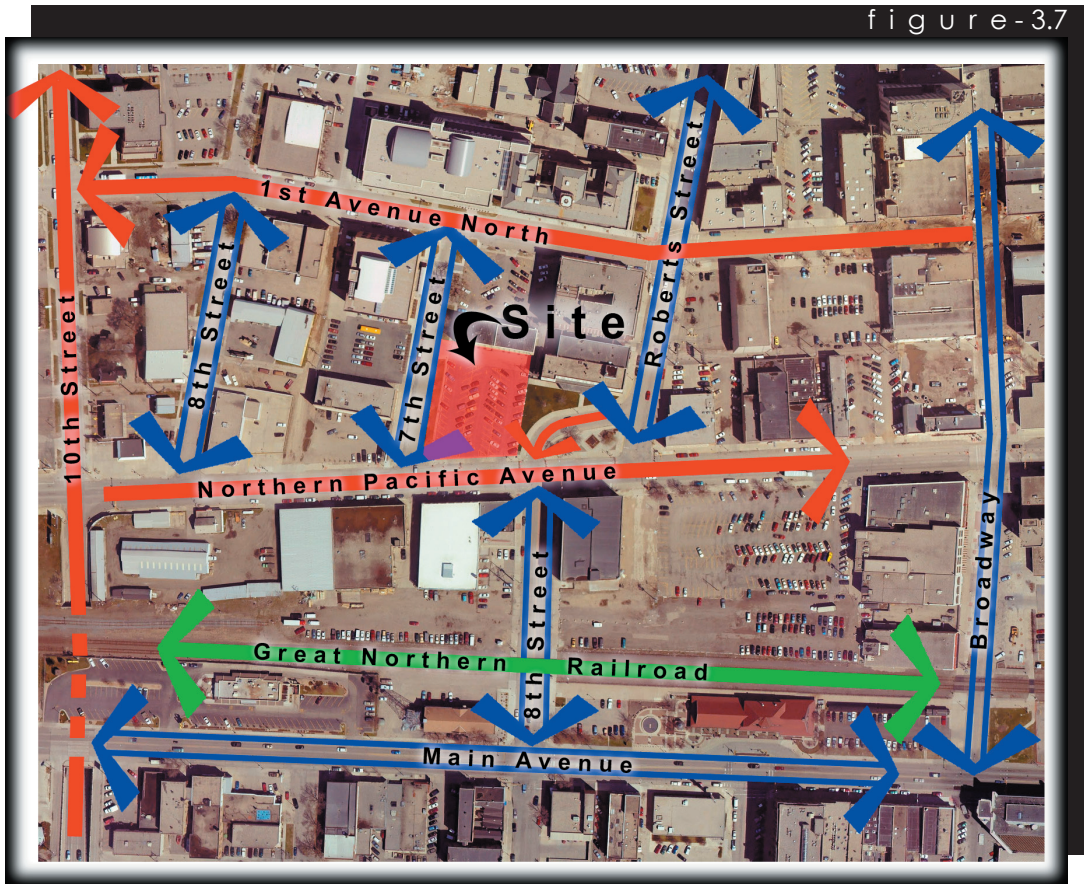 figure-3.7
1st Avenue North
Roberts Street
8th Street
7th Street
Site
10th Street
Northern Pacific Avenue
Broadway
8th Street
Great Northern Railroad
Main Avenue